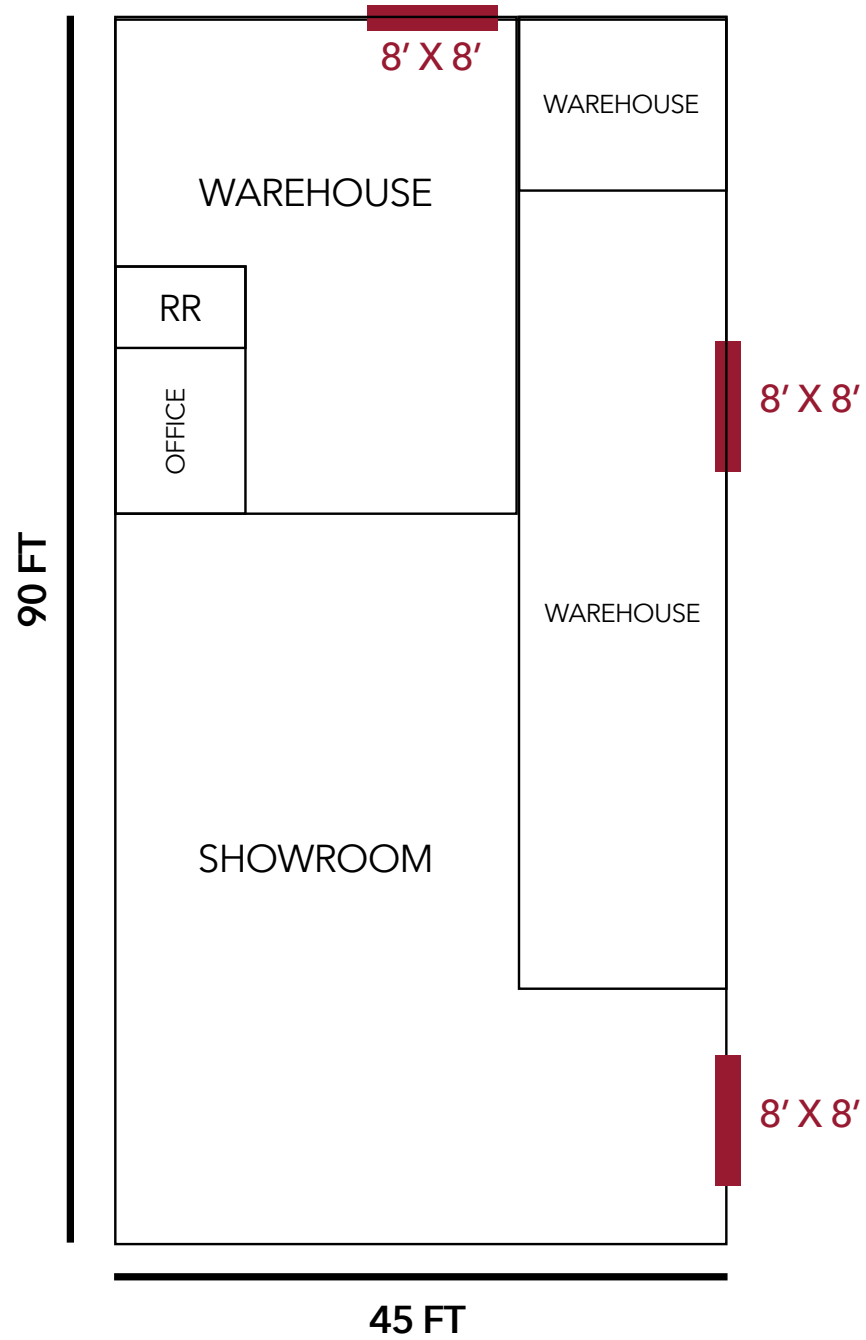 8’ X 8’
WAREHOUSE
WAREHOUSE
RR
OFFICE
8’ X 8’
90 FT
WAREHOUSE
SHOWROOM
8’ X 8’
45 FT